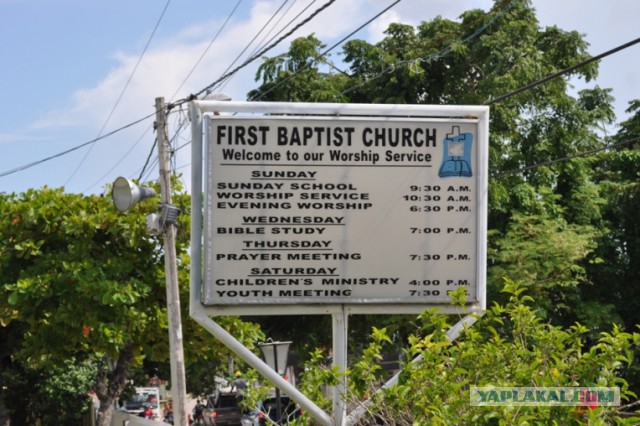 FIRST BAPTIST CHURCH
Welcome to our Worship Service
SUNDAY
SUNDAY SCHOOL 9:30 A.M.
WORSHIP SERVICE 10:30 A.M.
EVENING WORSHIP 6:30 P.M.
WEDNESDAY
BIBLE STUDY 7:00 P.M.
THURSDAY
PRAYER MEETING 7:30 P.M.
SATURDAY
CHILDREN'S MINISTRY 4:00 P.M.
YOUTH MEETING 7:30
YAPLAKAL.COM